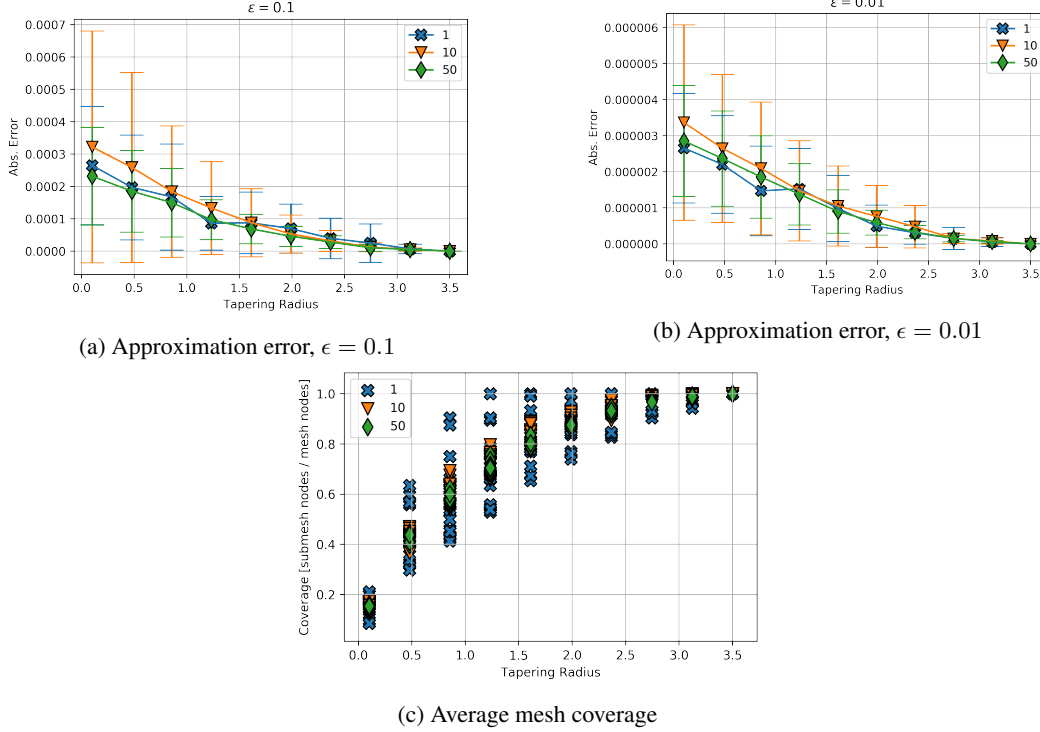 ε = 0.1
0.0007
0.0006
0.0005
0.0004
0.0003
0.0002
0.0001
0.0000
Abs. Error
1
10
50
0.0 0.5 1.0 1.5 2.0 2.5 3.0 3.5
Tapering Radius
(a) Approximation error, ϵ = 0.1
ε = 0.01
0.000006
0.000005
0.000004
0.000003
0.000002
0.000001
0.000000
Abs. Error
1
10
50
0.0 0.5 1.0 1.5 2.0 2.5 3.0 3.5
Tapering Radius
(b) Approximation error, ϵ = 0.01
1
10
50
1.0
0.8
0.6
0.4
0.2
Coverage [submesh nodes / mesh nodes]
0.0 0.5 1.0 1.5 2.0 2.5 3.0 3.5
Tapering Radius
(c) Average mesh coverage